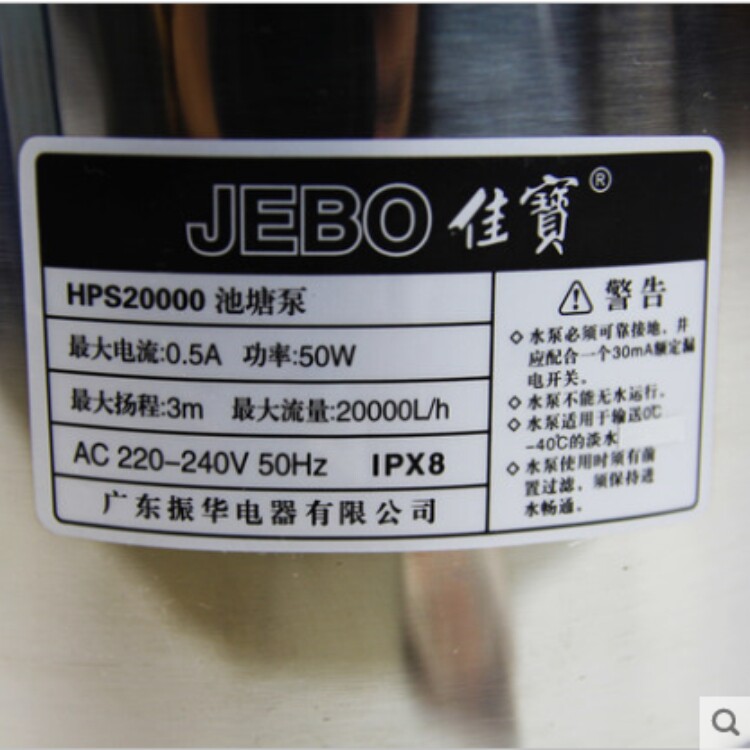 JEBO 佳寶®
HPS20000 池塘泵
最大电流:0.5A 功率:50W
最大扬程:3m 最大流量:20000L/h
AC 220-240V 50Hz IPX8
广东振华电器有限公司
警告
◇水泵必须可靠接地，并
应配合一个30mA额定漏
电开关。
◇水泵不能无水运行。
◇水泵适用于输送0℃
-40℃的淡水
◇水泵使用时须有前
置过滤，须保持进
水畅通。